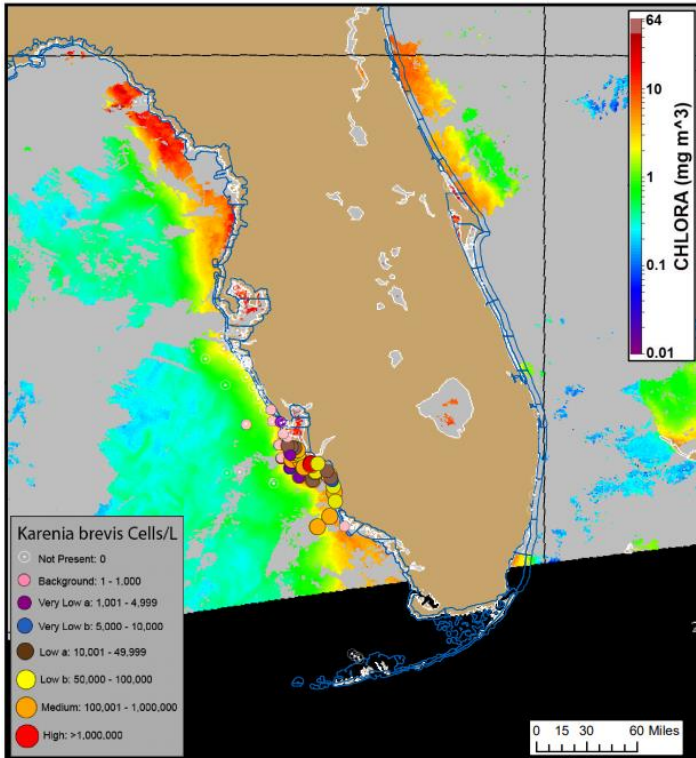 64
10
1
0.1
0.01
CHLORA (mg m^3)
Karenia brevis Cells/L
Not Present: 0
Background: 1 - 1,000
Very Low a: 1,001 - 4,999
Very Low b: 5,000 - 10,000
Low a: 10,001 - 49,999
Low b: 50,000 - 100,000
Medium: 100,001 - 1,000,000
High: >1,000,000
2
0 15 30 60 Miles